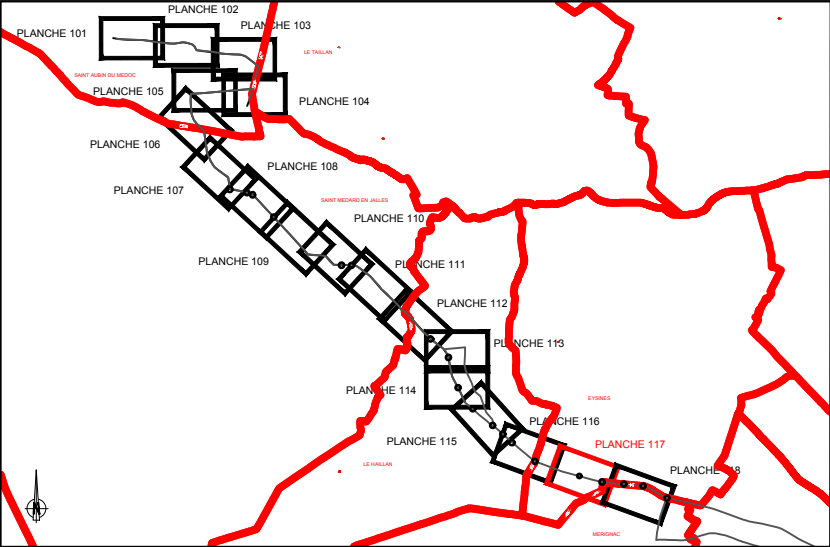 PLANCHE 102
PLANCHE 103
PLANCHE 101
LE TAILLAN
SAINT AUBIN DU MEDOC
PLANCHE 105
PLANCHE 104
PLANCHE 106
PLANCHE 108
PLANCHE 107
SAINT MEDARD EN JALLES
PLANCHE 110
PLANCHE 109
PLANCHE 111
PLANCHE 112
PLANCHE 113
PLANCHE 114
EYSINES
PLANCHE 116
PLANCHE 115
PLANCHE 117
LE HAILLAN
PLANCHE 118
N
MERIGNAC